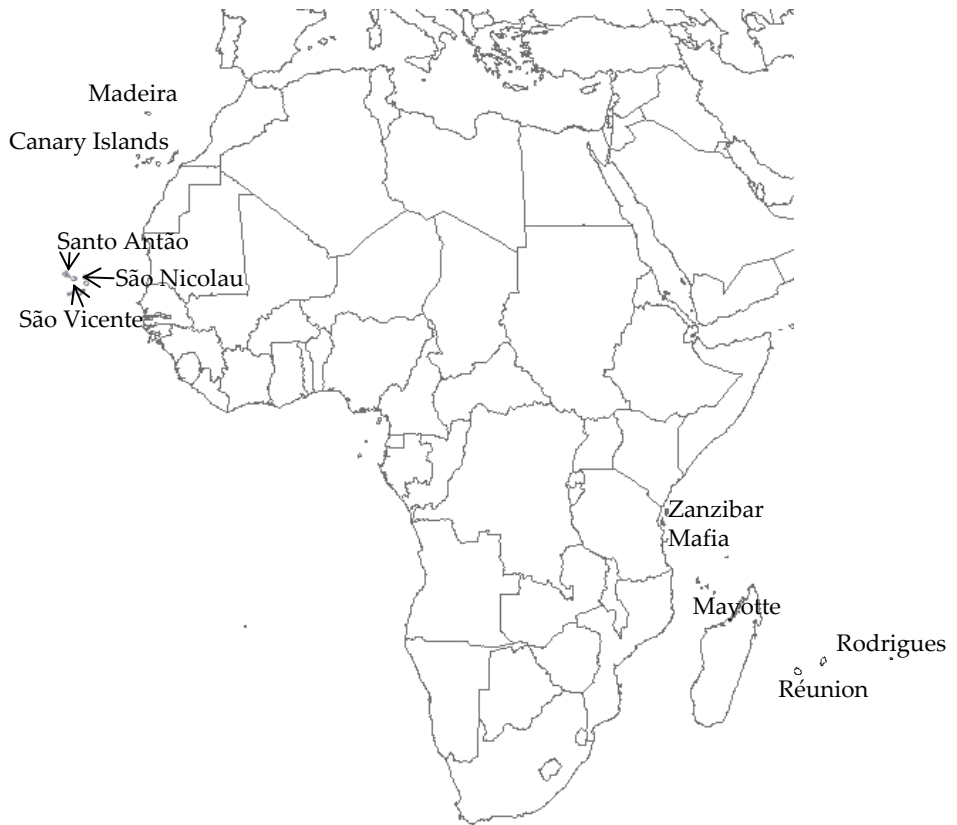 Madeira
Canary Islands
Santo Antão
São Nicolau
São Vicente
Zanzibar
Mafia
Mayotte
Rodrigues
Réunion